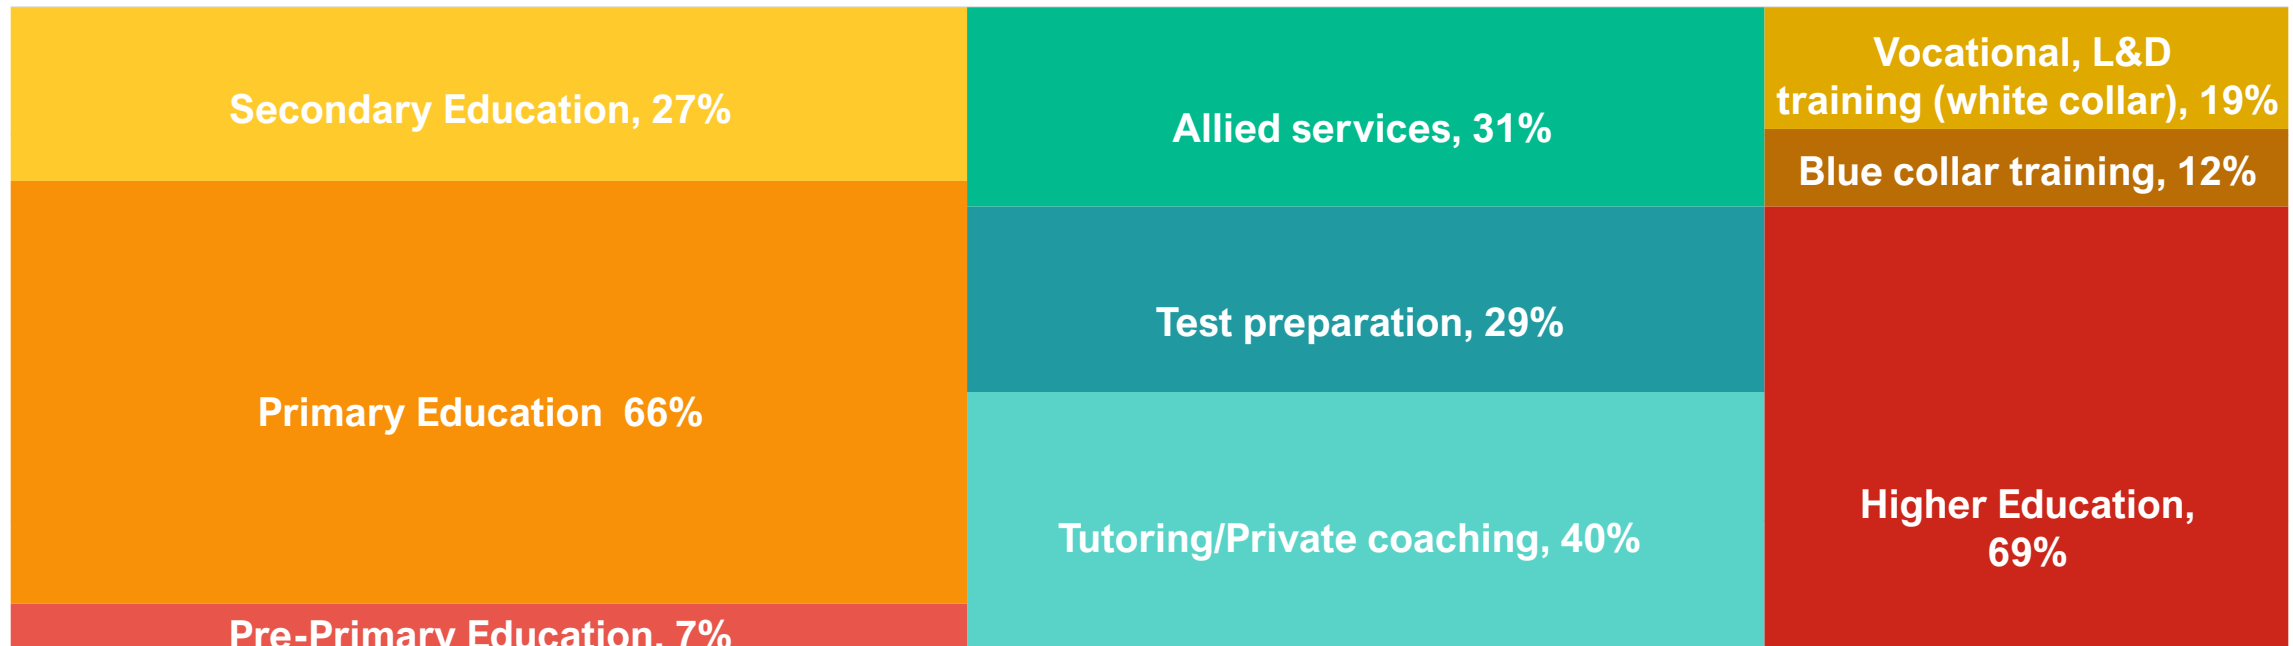 Secondary Education, 27%
Primary Education  66%
Pre-Primary Education, 7%
Allied services, 31%
Test preparation, 29%
Tutoring/Private coaching, 40%
Vocational, L&D
training (white collar), 19%
Blue collar training, 12%
Higher Education,
69%